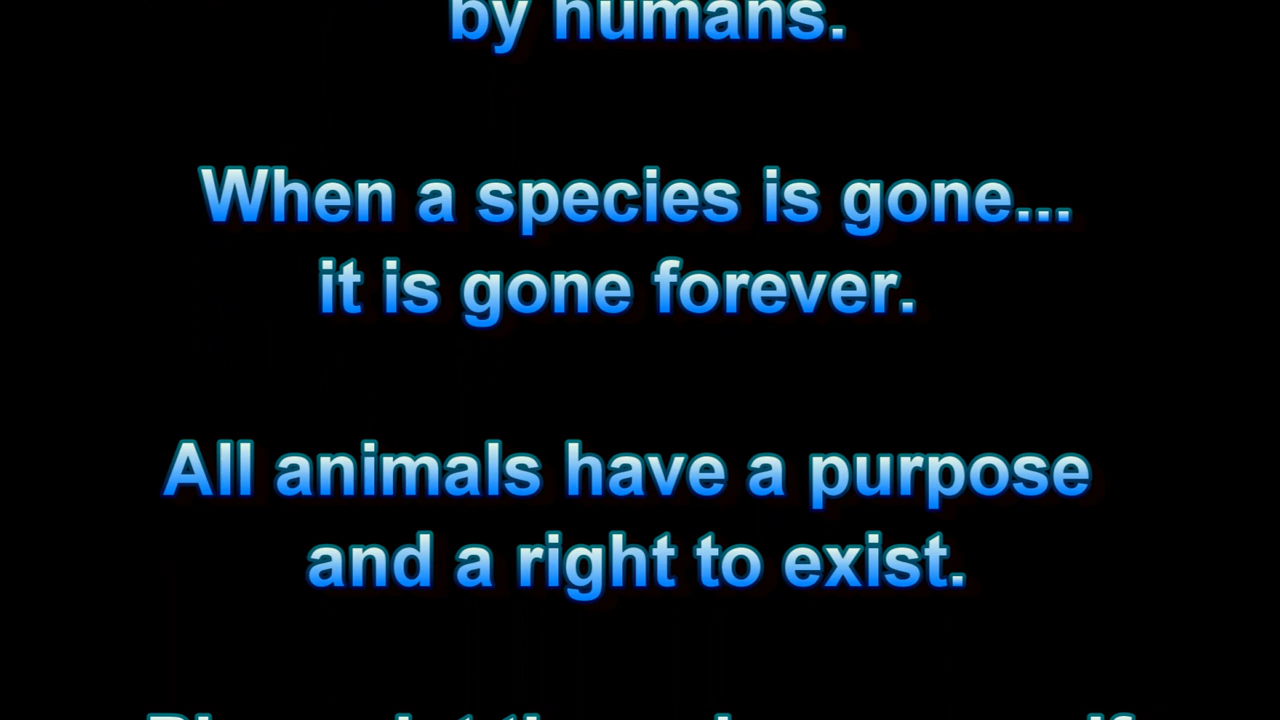 by humans.
When a species is gone...
it is gone forever.
All animals have a purpose
and a right to exist.